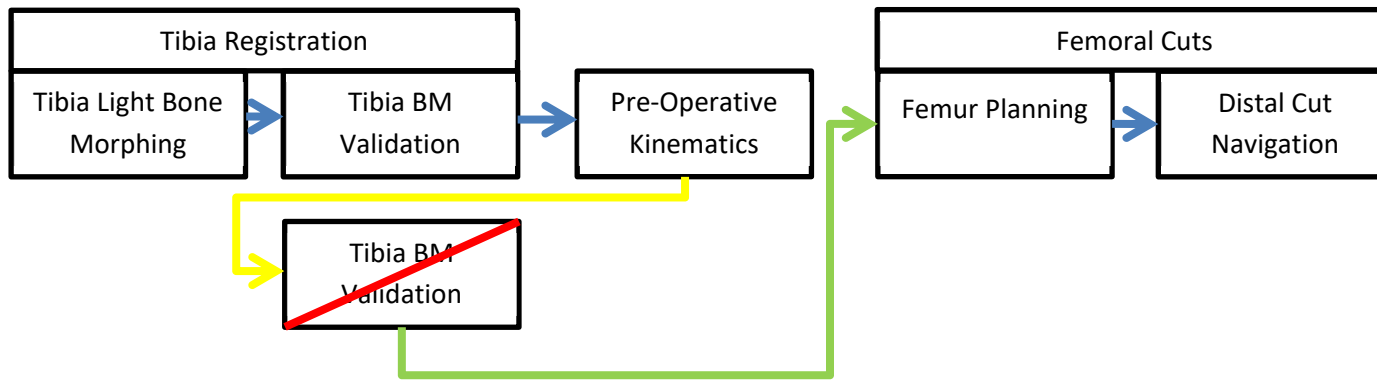 Tibia Registration
Tibia Light Bone
Morphing
Tibia BM
Validation
Pre-Operative
Kinematics
Femoral Cuts
Femur Planning
Distal Cut
Navigation
Tibia BM
Validation